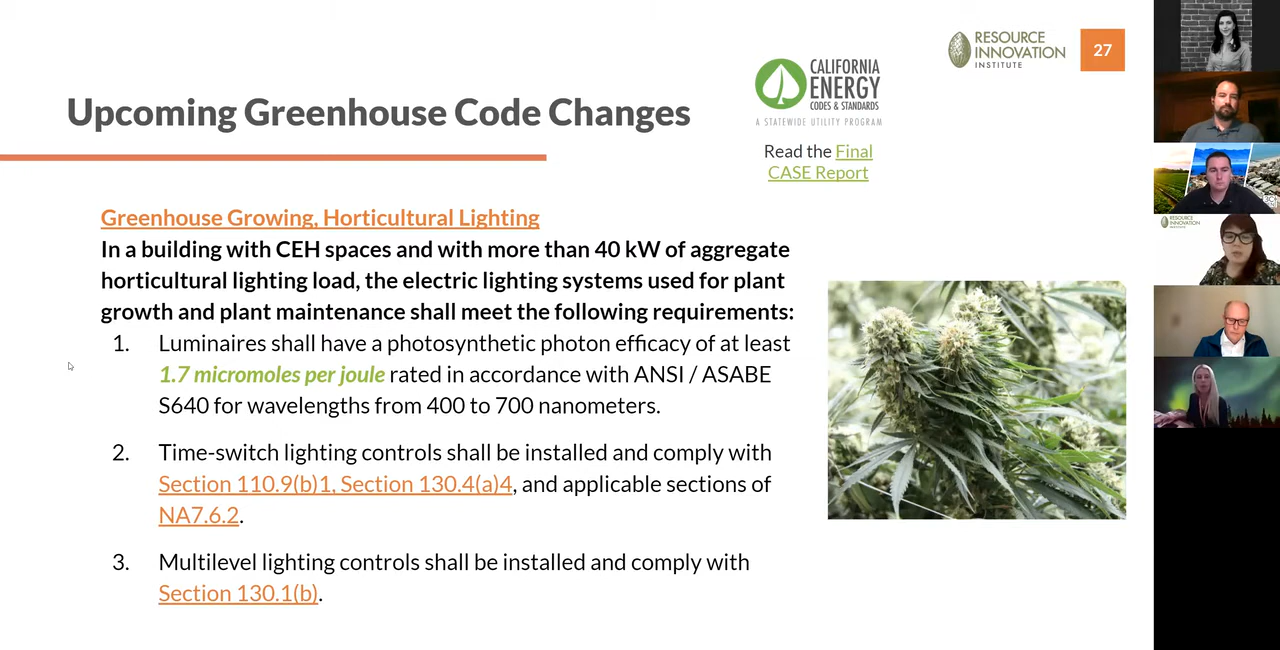 RESOURCE
INNOVATION
INSTITUTE
27
CALIFORNIA
ENERGY
CODES & STANDARDS
A STATEWIDE UTILITY PROGRAM
Upcoming Greenhouse Code Changes
Read the Final
CASE Report
Greenhouse Growing, Horticultural Lighting
In a building with CEH spaces and with more than 40 kW of aggregate
horticultural lighting load, the electric lighting systems used for plant
growth and plant maintenance shall meet the following requirements:
1. Luminaires shall have a photosynthetic photon efficacy of at least
1.7 micromoles per joule rated in accordance with ANSI / ASABE
S640 for wavelengths from 400 to 700 nanometers.
2. Time-switch lighting controls shall be installed and comply with
Section 110.9(b)1, Section 130.4(a)4, and applicable sections of
NA7.6.2.
3. Multilevel lighting controls shall be installed and comply with
Section 130.1(b).
RESOURCE
INNOVATION